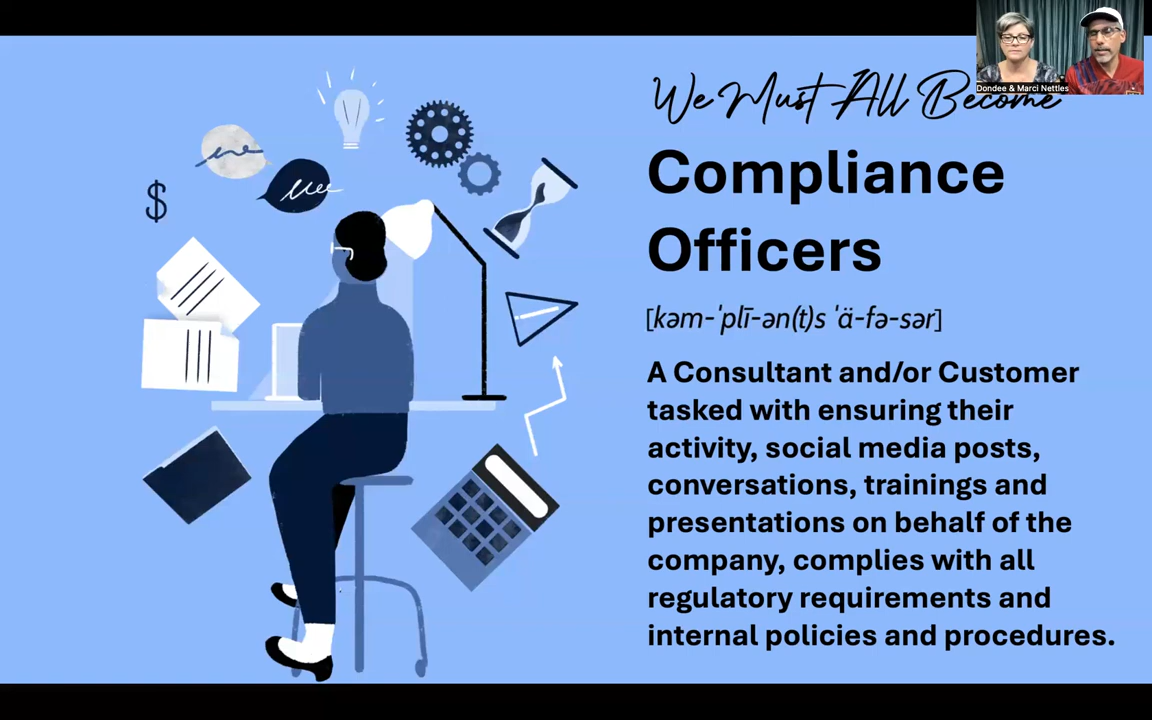 Dondee & Marci Nettles
We Must All Become
Compliance
Officers
[kəm-ˈplī-ən(t)s ˈä-fə-sər]
A Consultant and/or Customer
tasked with ensuring their
activity, social media posts,
conversations, trainings and
presentations on behalf of the
company, complies with all
regulatory requirements and
internal policies and procedures.
$